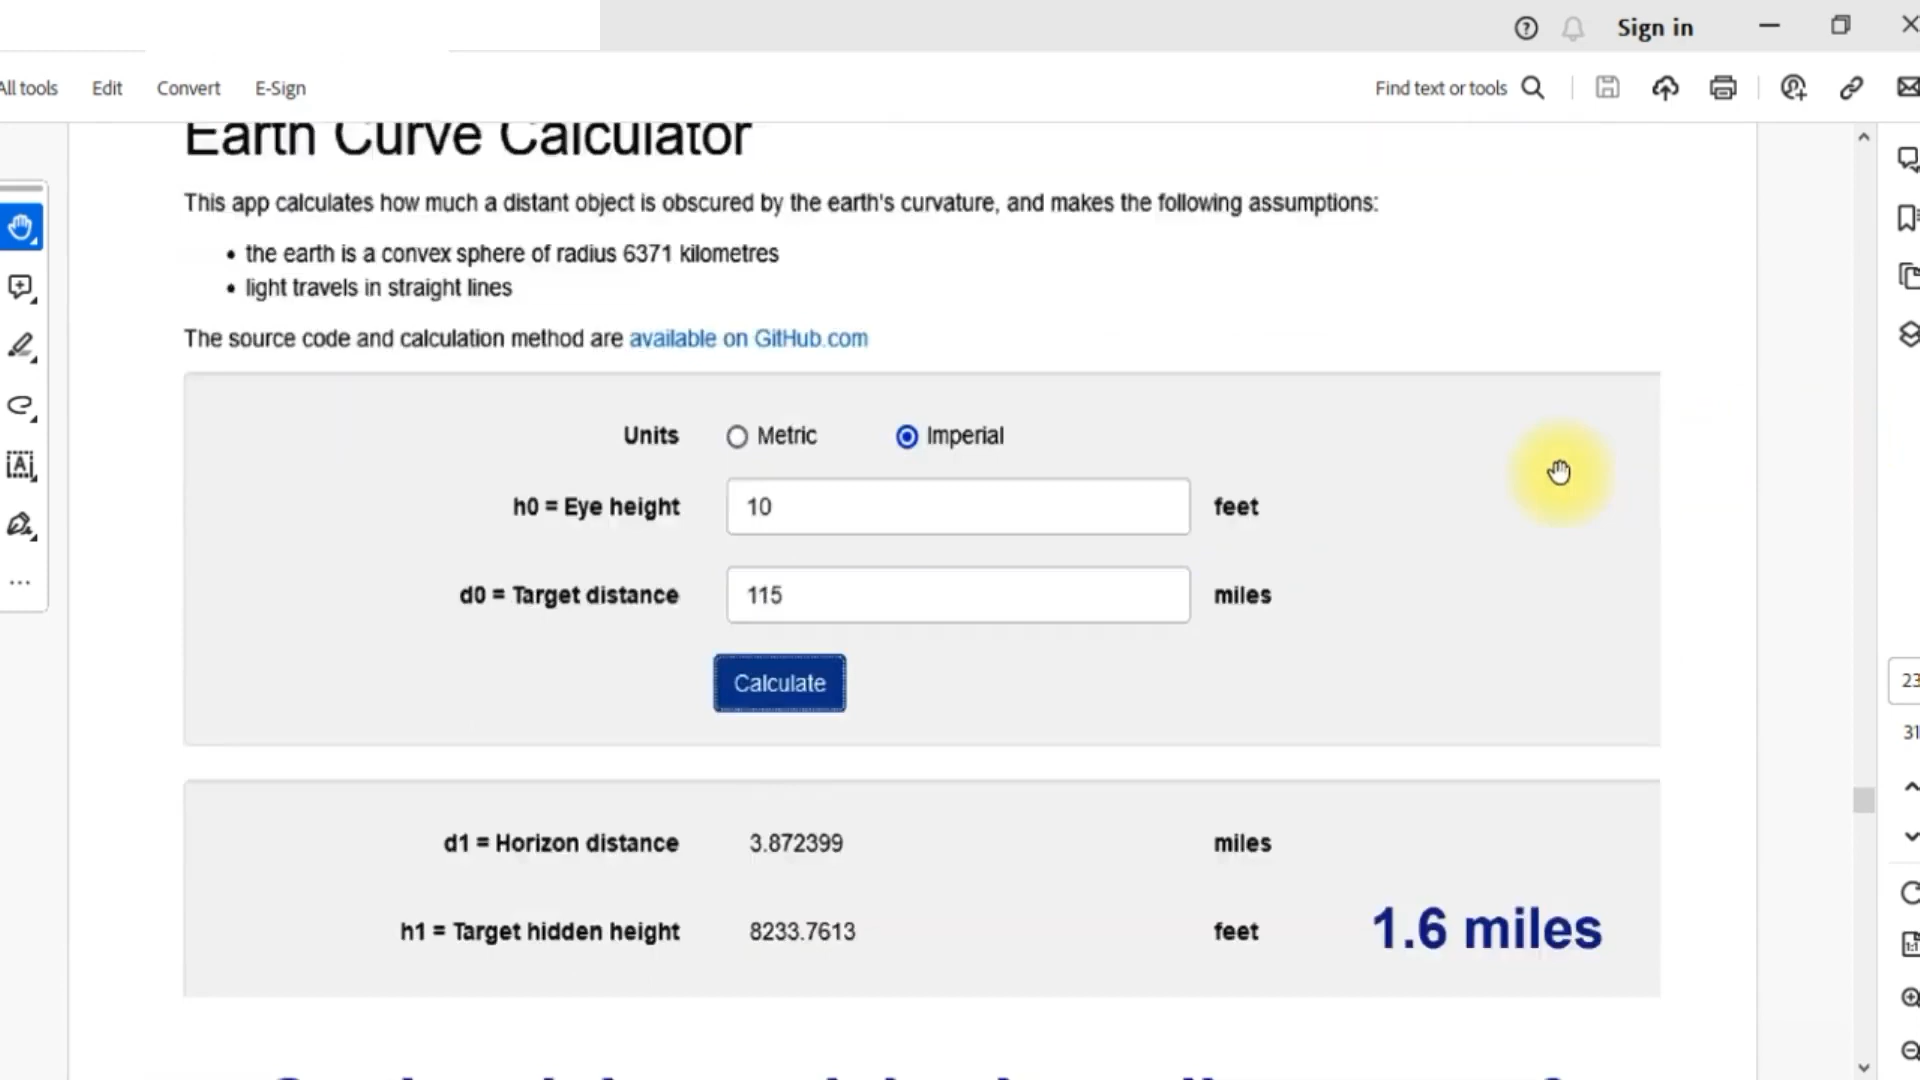 Sign in
All tools Edit Convert E-Sign Find text or tools
Earth Curve Calculator
This app calculates how much a distant object is obscured by the earth's curvature, and makes the following assumptions:
• the earth is a convex sphere of radius 6371 kilometres
• light travels in straight lines
The source code and calculation method are available on GitHub.com
Units Metric Imperial
h0 = Eye height 10 feet
d0 = Target distance 115 miles
Calculate
23
31
d1 = Horizon distance 3.872399 miles
h1 = Target hidden height 8233.7613 feet 1.6 miles